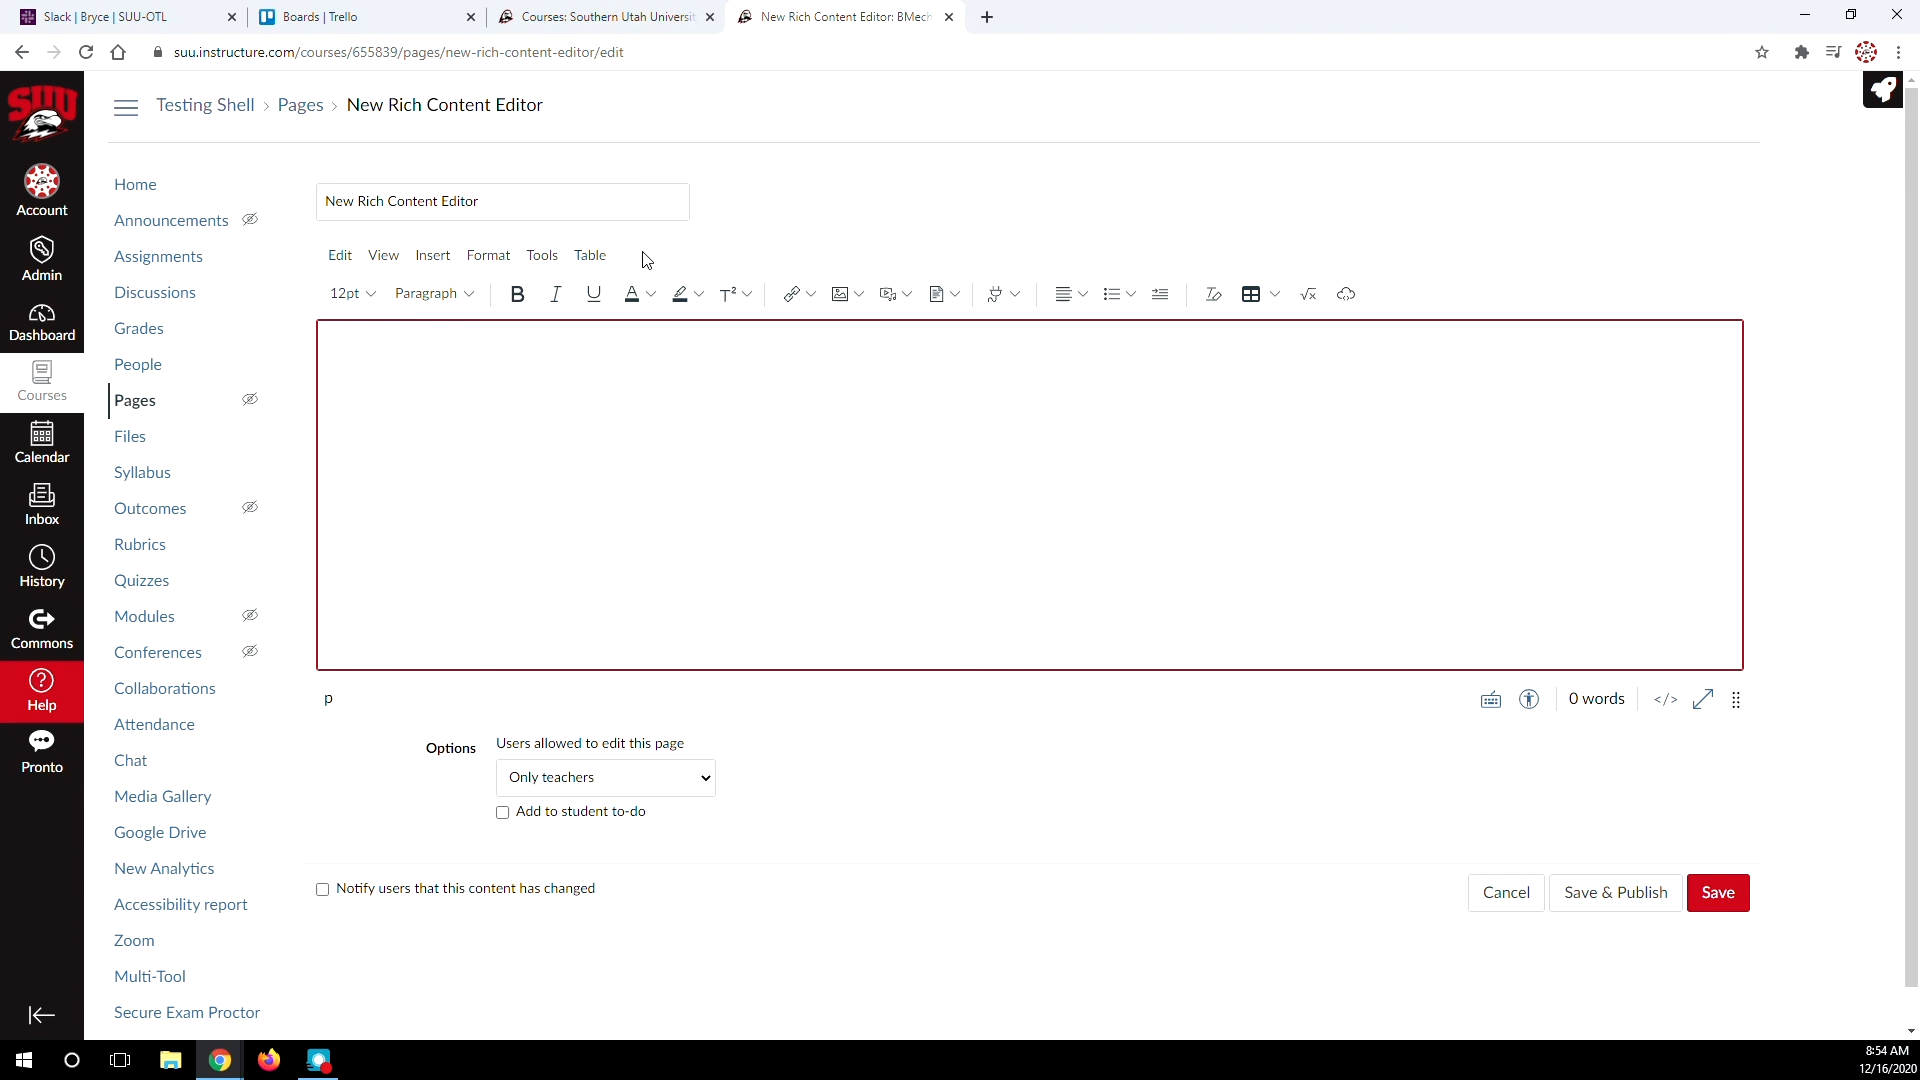 Slack | Bryce | SUU-OTL
Boards | Trello
Courses: Southern Utah Universit
New Rich Content Editor: BMech
suu.instructure.com/courses/655839/pages/new-rich-content-editor/edit
SUU
Testing Shell > Pages > New Rich Content Editor
Account
Admin
Dashboard
Courses
Calendar
Inbox
History
Commons
Help
Pronto
Home
Announcements
Assignments
Discussions
Grades
People
Pages
Files
Syllabus
Outcomes
Rubrics
Quizzes
Modules
Conferences
Collaborations
Attendance
Chat
Media Gallery
Google Drive
New Analytics
Accessibility report
Zoom
Multi-Tool
Secure Exam Proctor
New Rich Content Editor
Edit View Insert Format Tools Table
12pt Paragraph B I U A T²
p
0 words </>
Options Users allowed to edit this page
Only teachers
Add to student to-do
Notify users that this content has changed
Cancel Save & Publish Save
8:54 AM
12/16/2020